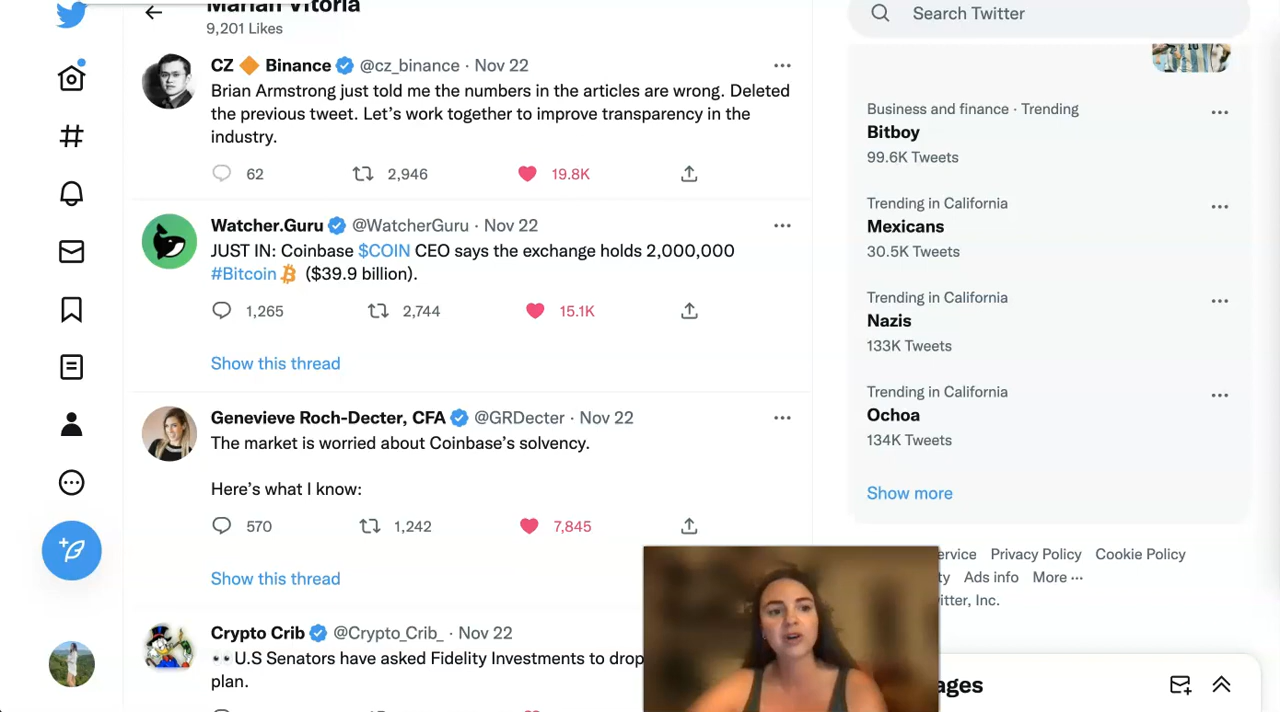 Marian Vitoria
9,201 Likes
CZ 🔶 Binance @cz_binance · Nov 22
Brian Armstrong just told me the numbers in the articles are wrong. Deleted
the previous tweet. Let's work together to improve transparency in the
industry.
62 2,946 19.8K
Watcher.Guru @WatcherGuru · Nov 22
JUST IN: Coinbase $COIN CEO says the exchange holds 2,000,000
#Bitcoin ($39.9 billion).
1,265 2,744 15.1K
Show this thread
Genevieve Roch-Decter, CFA @GRDecter · Nov 22
The market is worried about Coinbase's solvency.
Here's what I know:
570 1,242 7,845
Show this thread
Crypto Crib @Crypto_Crib_ · Nov 22
👀U.S Senators have asked Fidelity Investments to drop
plan.
Search Twitter
Business and finance · Trending
Bitboy
99.6K Tweets
Trending in California
Mexicans
30.5K Tweets
Trending in California
Nazis
133K Tweets
Trending in California
Ochoa
134K Tweets
Show more
ervice Privacy Policy Cookie Policy
ty Ads info More ···
itter, Inc.
ages